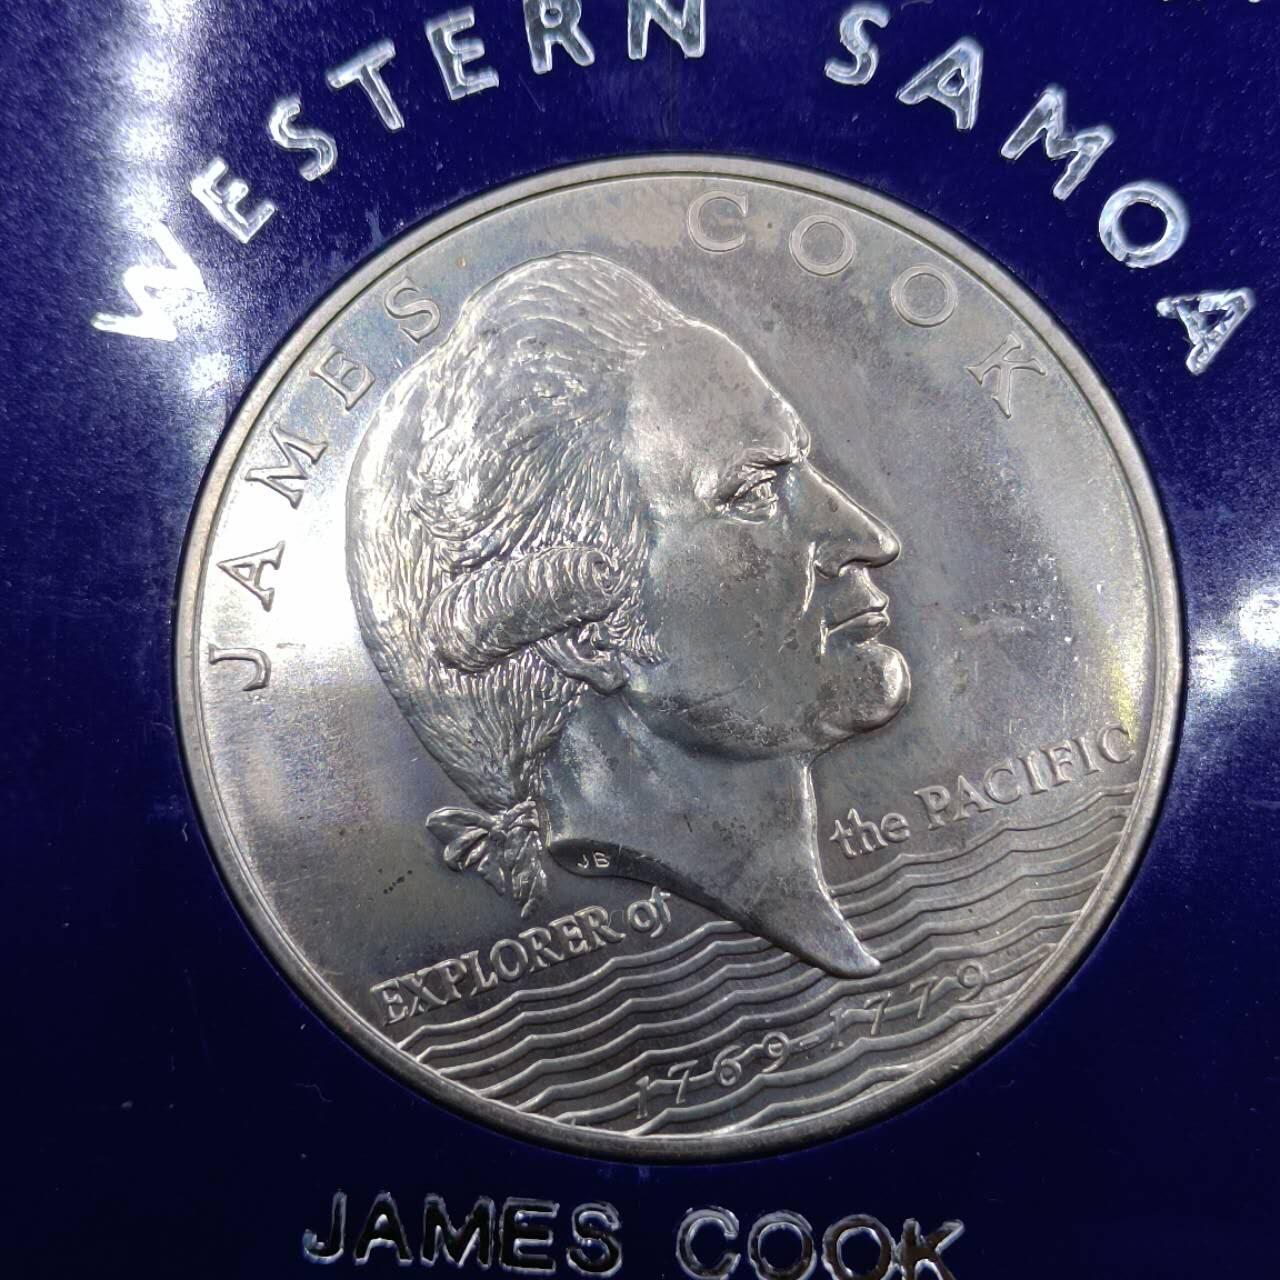 WESTERN SAMOA
JAMES COOK
the PACIFIC
JB
EXPLORER of
1769-1779
JAMES COOK